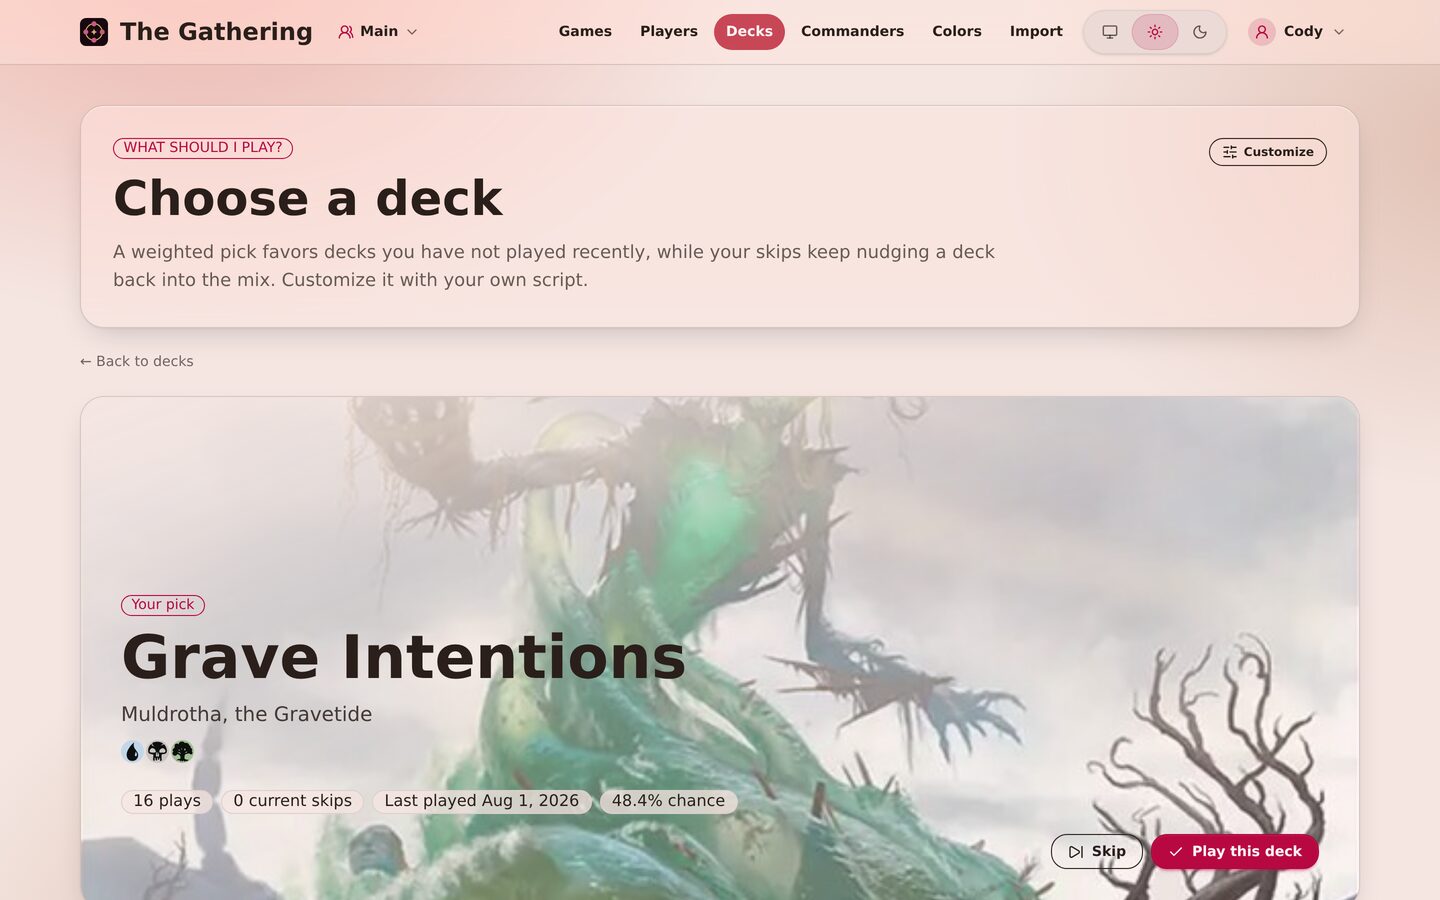 The Gathering
Main
Games
Players
Decks
Commanders
Colors
Import
Cody
WHAT SHOULD I PLAY?
Customize
Choose a deck
A weighted pick favors decks you have not played recently, while your skips keep nudging a deck
back into the mix. Customize it with your own script.
← Back to decks
Your pick
Grave Intentions
Muldrotha, the Gravetide
16 plays
0 current skips
Last played Aug 1, 2026
48.4% chance
Skip
Play this deck